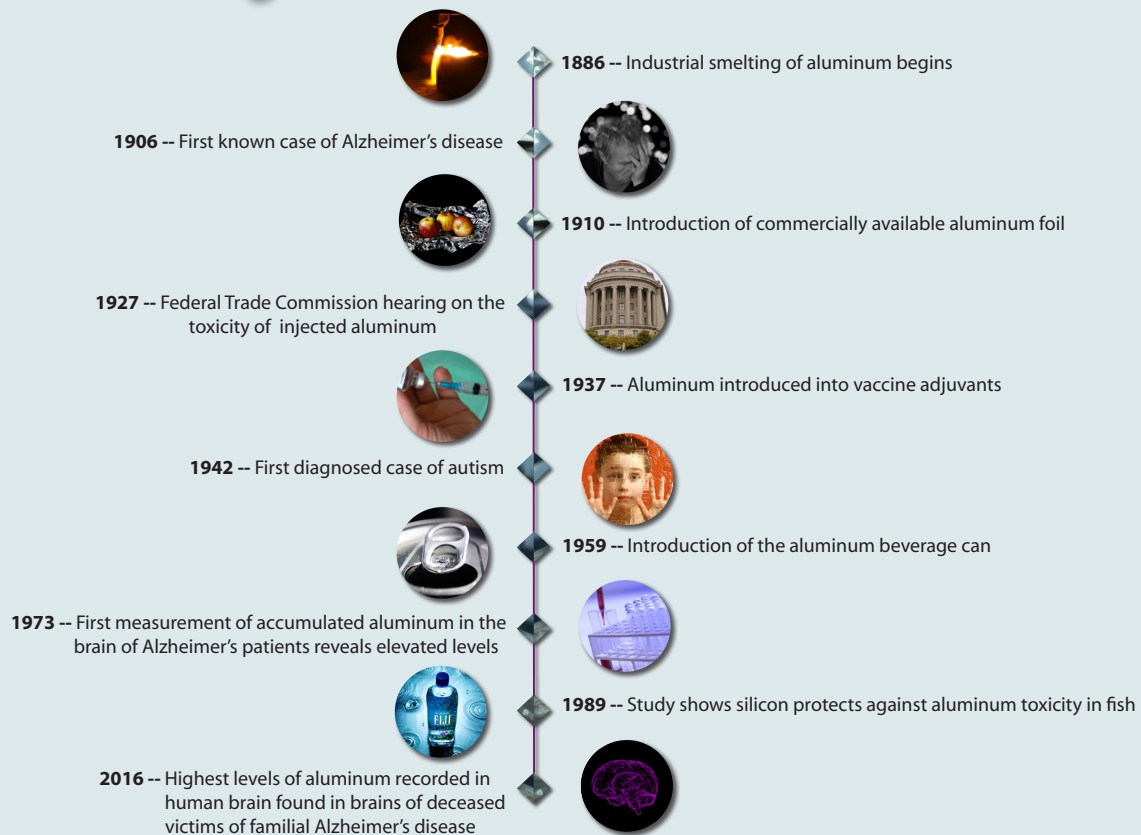 1886 -- Industrial smelting of aluminum begins
1906 -- First known case of Alzheimer’s disease
1910 -- Introduction of commercially available aluminum foil
1927 -- Federal Trade Commission hearing on the
toxicity of injected aluminum
1937 -- Aluminum introduced into vaccine adjuvants
1942 -- First diagnosed case of autism
1959 -- Introduction of the aluminum beverage can
1973 -- First measurement of accumulated aluminum in the
brain of Alzheimer’s patients reveals elevated levels
FIJI
1989 -- Study shows silicon protects against aluminum toxicity in fish
2016 -- Highest levels of aluminum recorded in
human brain found in brains of deceased
victims of familial Alzheimer’s disease